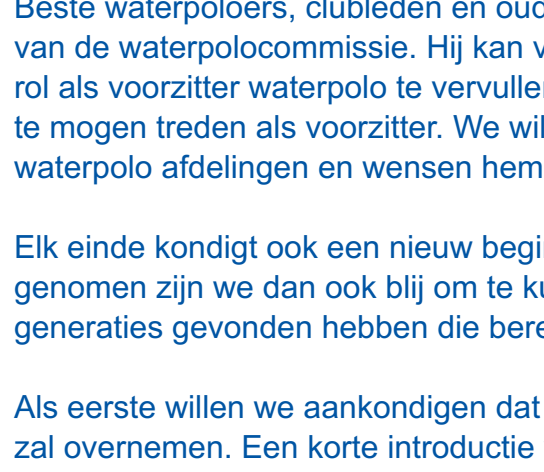 Beste waterpoloers, clubleden en oud
van de waterpolocommissie. Hij kan v
rol als voorzitter waterpolo te vervulle
te mogen treden als voorzitter. We wil
waterpolo afdelingen en wensen hem
Elk einde kondigt ook een nieuw begi
genomen zijn we dan ook blij om te ku
generaties gevonden hebben die bere
Als eerste willen we aankondigen dat
zal overnemen. Een korte introductie